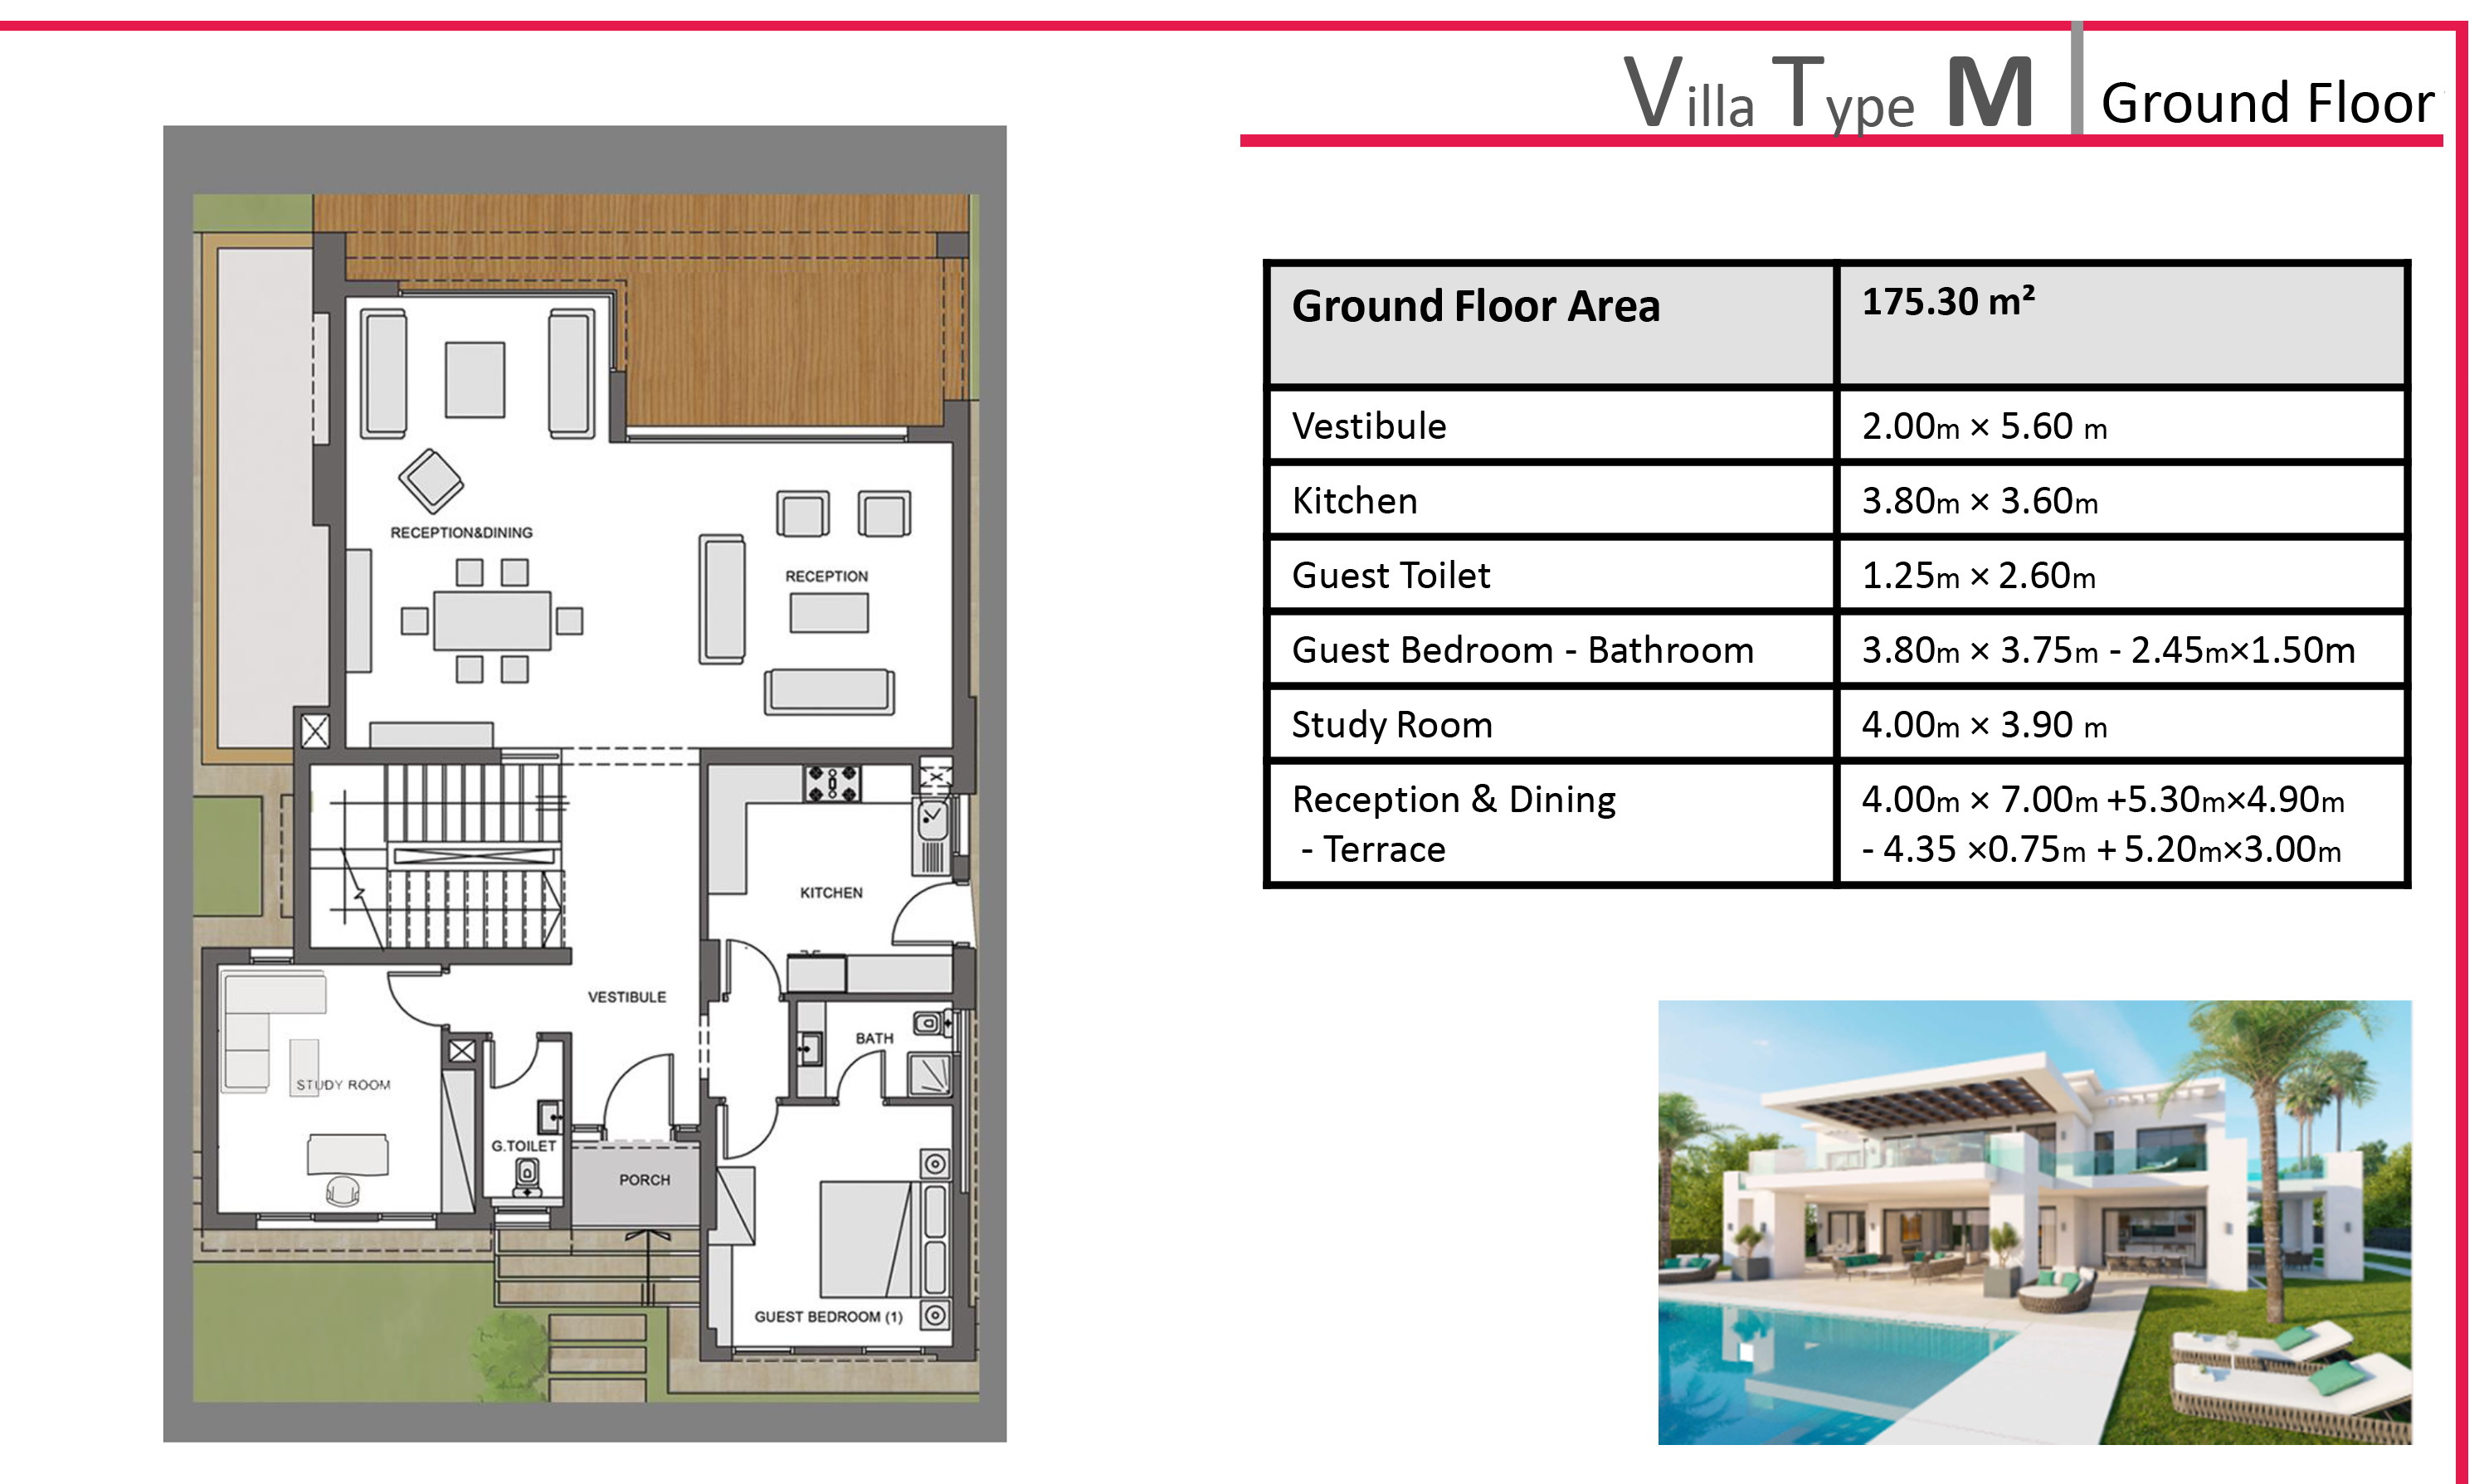 Villa Type M
Ground Floor
Ground Floor Area 175.30 m²
Vestibule 2.00m × 5.60 m
Kitchen 3.80m × 3.60m
Guest Toilet 1.25m × 2.60m
Guest Bedroom - Bathroom 3.80m × 3.75m - 2.45m×1.50m
Study Room 4.00m × 3.90 m
Reception & Dining 4.00m × 7.00m +5.30m×4.90m
- Terrace - 4.35 ×0.75m + 5.20m×3.00m
RECEPTION&DINING
RECEPTION
KITCHEN
VESTIBULE
BATH
STUDY ROOM
G.TOILET
PORCH
GUEST BEDROOM (1)